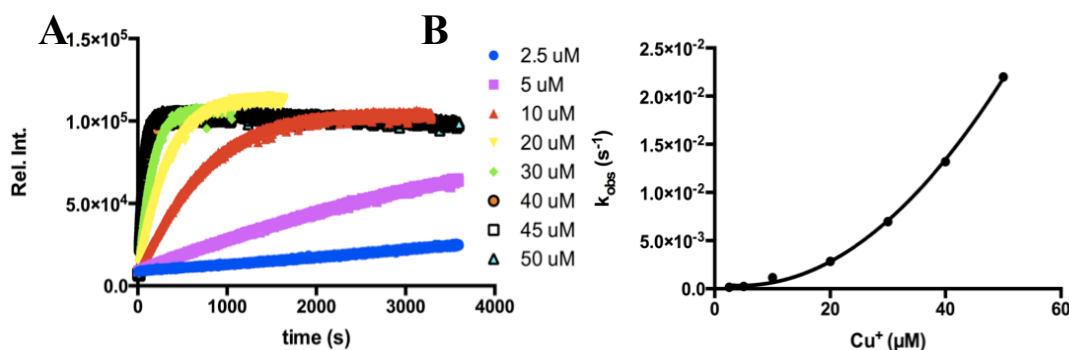 A
Rel. Int.
1.5×10⁵
1.0×10⁵
5.0×10⁴
0.0
0 1000 2000 3000 4000
time (s)
2.5 uM
5 uM
10 uM
20 uM
30 uM
40 uM
45 uM
50 uM
B
kobs (s⁻¹)
2.5×10⁻²
2.0×10⁻²
1.5×10⁻²
1.0×10⁻²
5.0×10⁻³
0.0
0 20 40 60
Cu⁺ (µM)